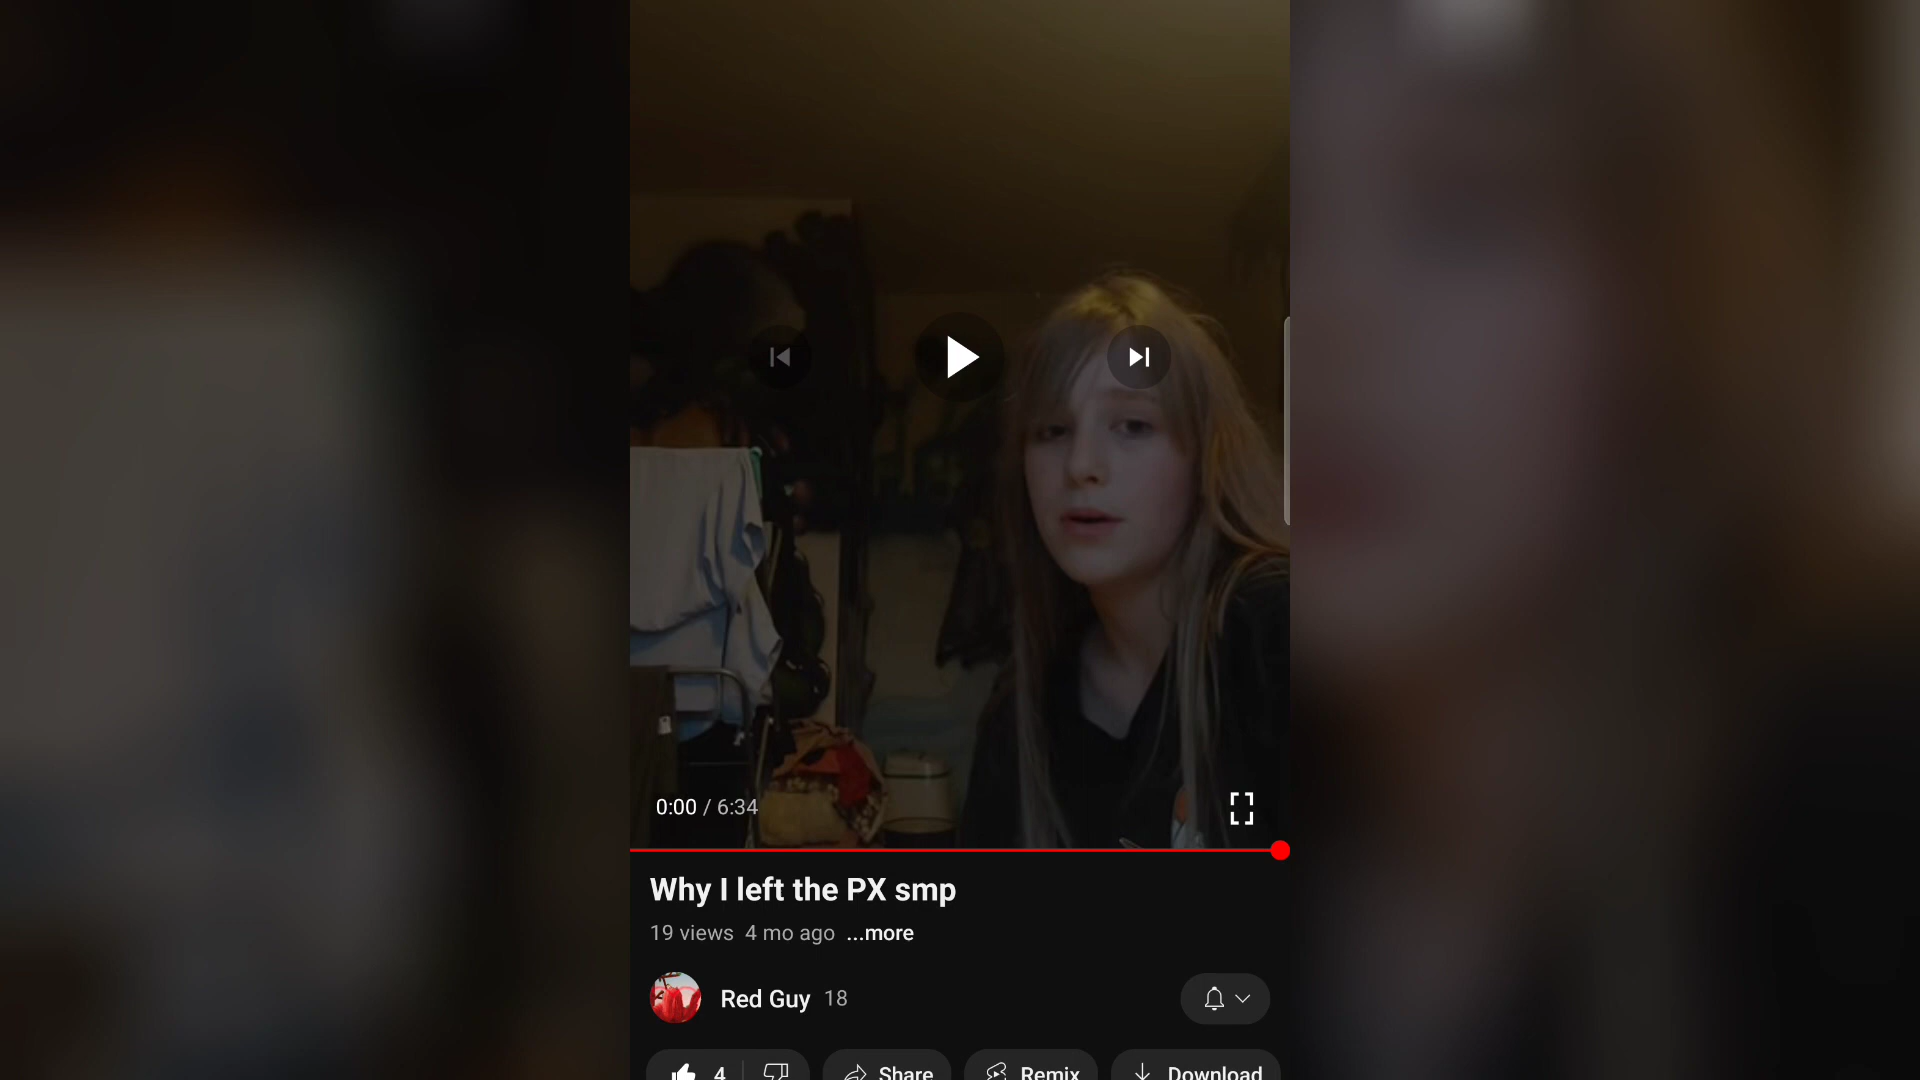 0:00 / 6:34
Why I left the PX smp
19 views 4 mo ago ...more
Red Guy 18
4 Share Remix Download